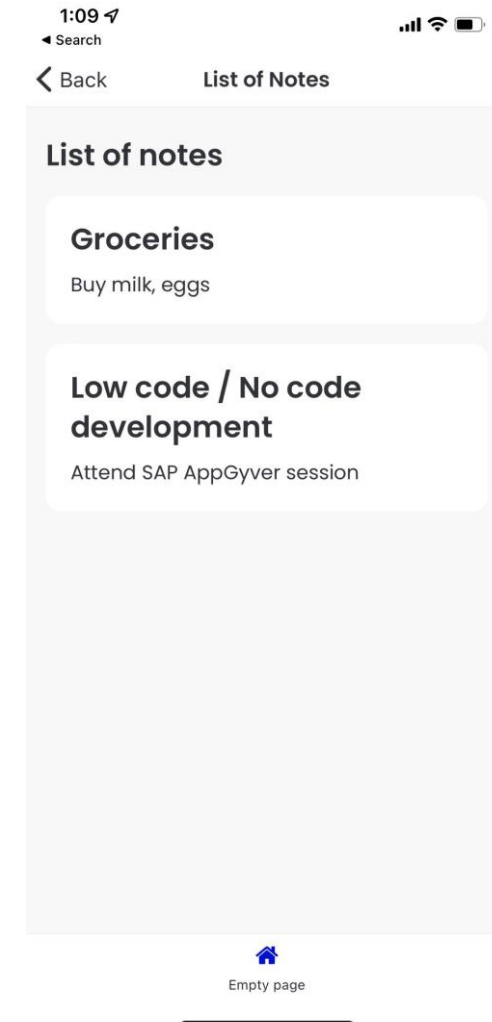 1:09
◀ Search
Back
List of Notes
List of notes
Groceries
Buy milk, eggs
Low code / No code
development
Attend SAP AppGyver session
Empty page